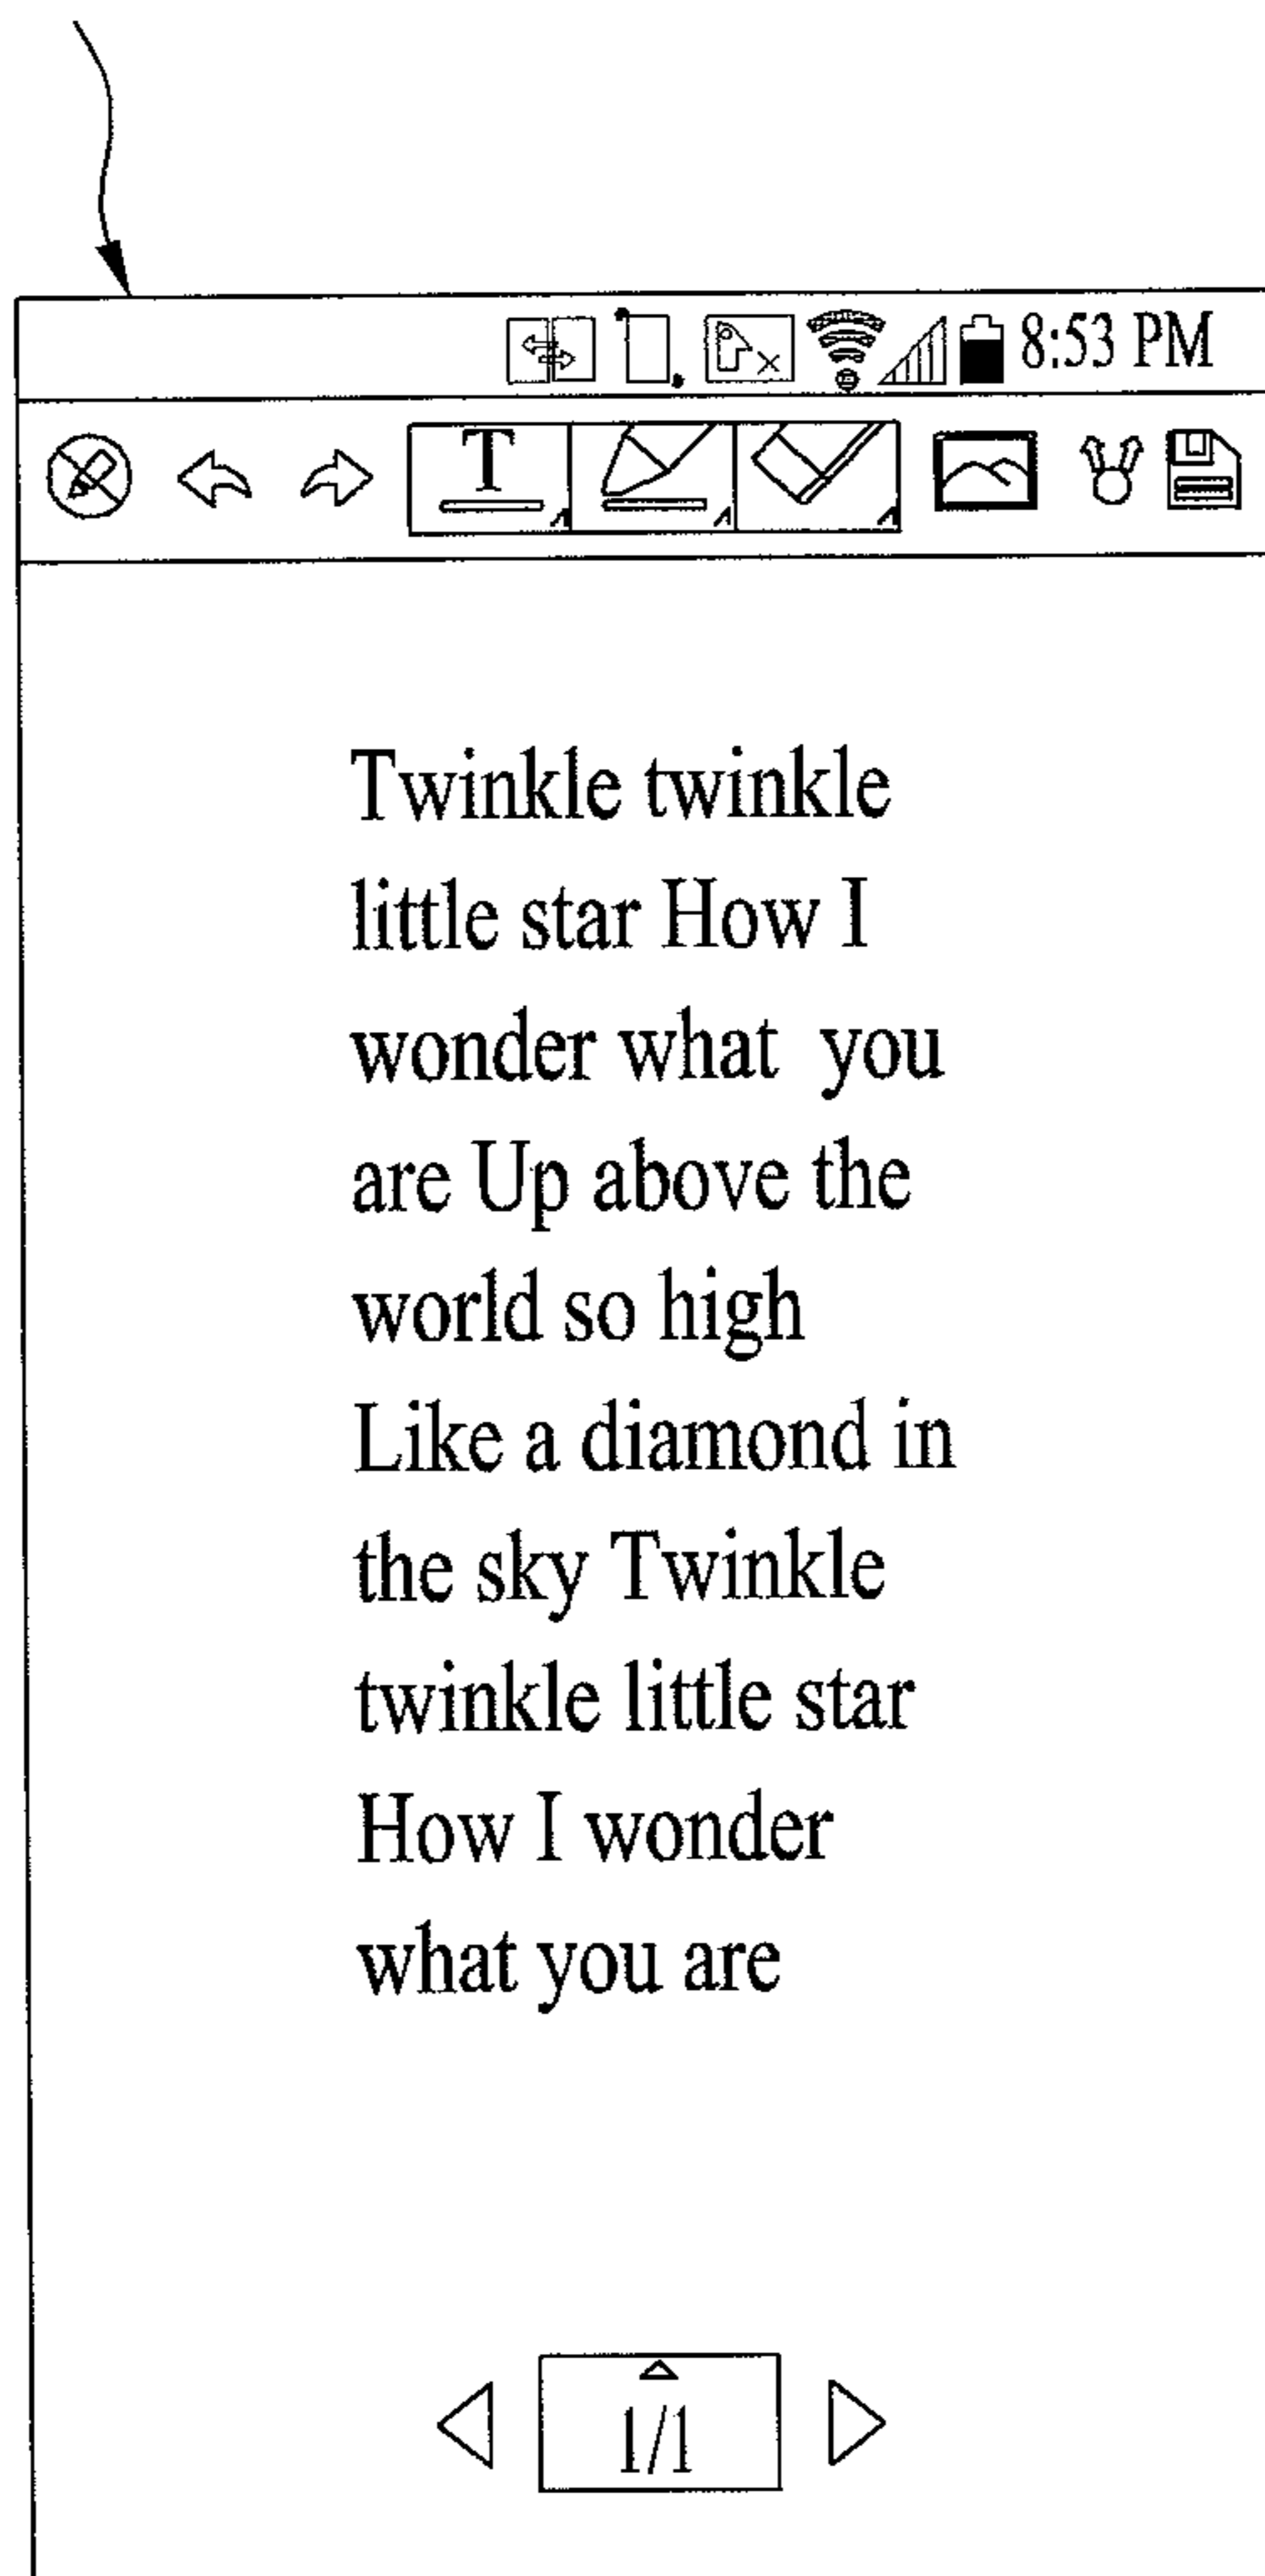 8:53 PM
T
Twinkle twinkle
little star How I
wonder what  you
are Up above the
world so high
Like a diamond in
the sky Twinkle
twinkle little star
How I wonder
what you are
1/1